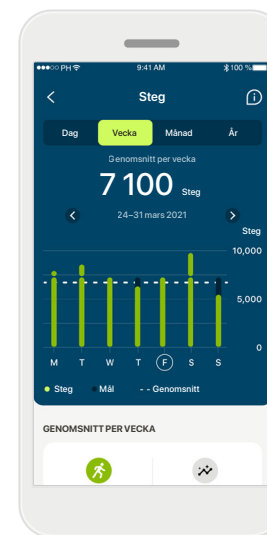 PH 9:41 AM 100 %
Steg
Dag Vecka Månad År
Genomsnitt per vecka
7 100 Steg
24–31 mars 2021
Steg
10,000
5,000
0
M T W T F S S
Steg Mål - - Genomsnitt
GENOMSNITT PER VECKA